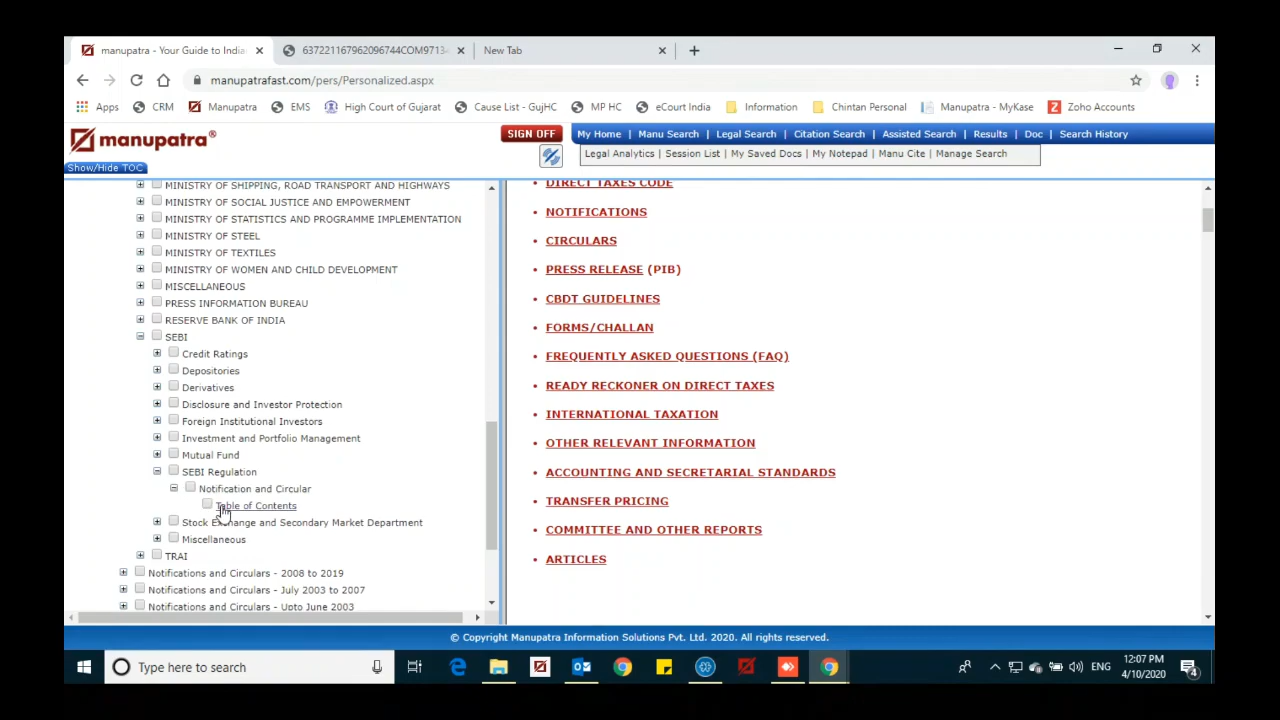 manupatra - Your Guide to India
637221167962096744COM9713
New Tab
manupatrafast.com/pers/Personalized.aspx
Apps
CRM
Manupatra
EMS
High Court of Gujarat
Cause List - GujHC
MP HC
eCourt India
Information
Chintan Personal
Manupatra - MyKase
Zoho Accounts
manupatra®
SIGN OFF
My Home | Manu Search | Legal Search | Citation Search | Assisted Search | Results | Doc | Search History
Legal Analytics | Session List | My Saved Docs | My Notepad | Manu Cite | Manage Search
Show/Hide TOC
MINISTRY OF SHIPPING, ROAD TRANSPORT AND HIGHWAYS
MINISTRY OF SOCIAL JUSTICE AND EMPOWERMENT
MINISTRY OF STATISTICS AND PROGRAMME IMPLEMENTATION
MINISTRY OF STEEL
MINISTRY OF TEXTILES
MINISTRY OF WOMEN AND CHILD DEVELOPMENT
MISCELLANEOUS
PRESS INFORMATION BUREAU
RESERVE BANK OF INDIA
SEBI
Credit Ratings
Depositories
Derivatives
Disclosure and Investor Protection
Foreign Institutional Investors
Investment and Portfolio Management
Mutual Fund
SEBI Regulation
Notification and Circular
Table of Contents
Stock Exchange and Secondary Market Department
Miscellaneous
TRAI
Notifications and Circulars - 2008 to 2019
Notifications and Circulars - July 2003 to 2007
Notifications and Circulars - Upto June 2003
DIRECT TAXES CODE
NOTIFICATIONS
CIRCULARS
PRESS RELEASE (PIB)
CBDT GUIDELINES
FORMS/CHALLAN
FREQUENTLY ASKED QUESTIONS (FAQ)
READY RECKONER ON DIRECT TAXES
INTERNATIONAL TAXATION
OTHER RELEVANT INFORMATION
ACCOUNTING AND SECRETARIAL STANDARDS
TRANSFER PRICING
COMMITTEE AND OTHER REPORTS
ARTICLES
© Copyright Manupatra Information Solutions Pvt. Ltd. 2020. All rights reserved.
Type here to search
ENG
12:07 PM
4/10/2020
4